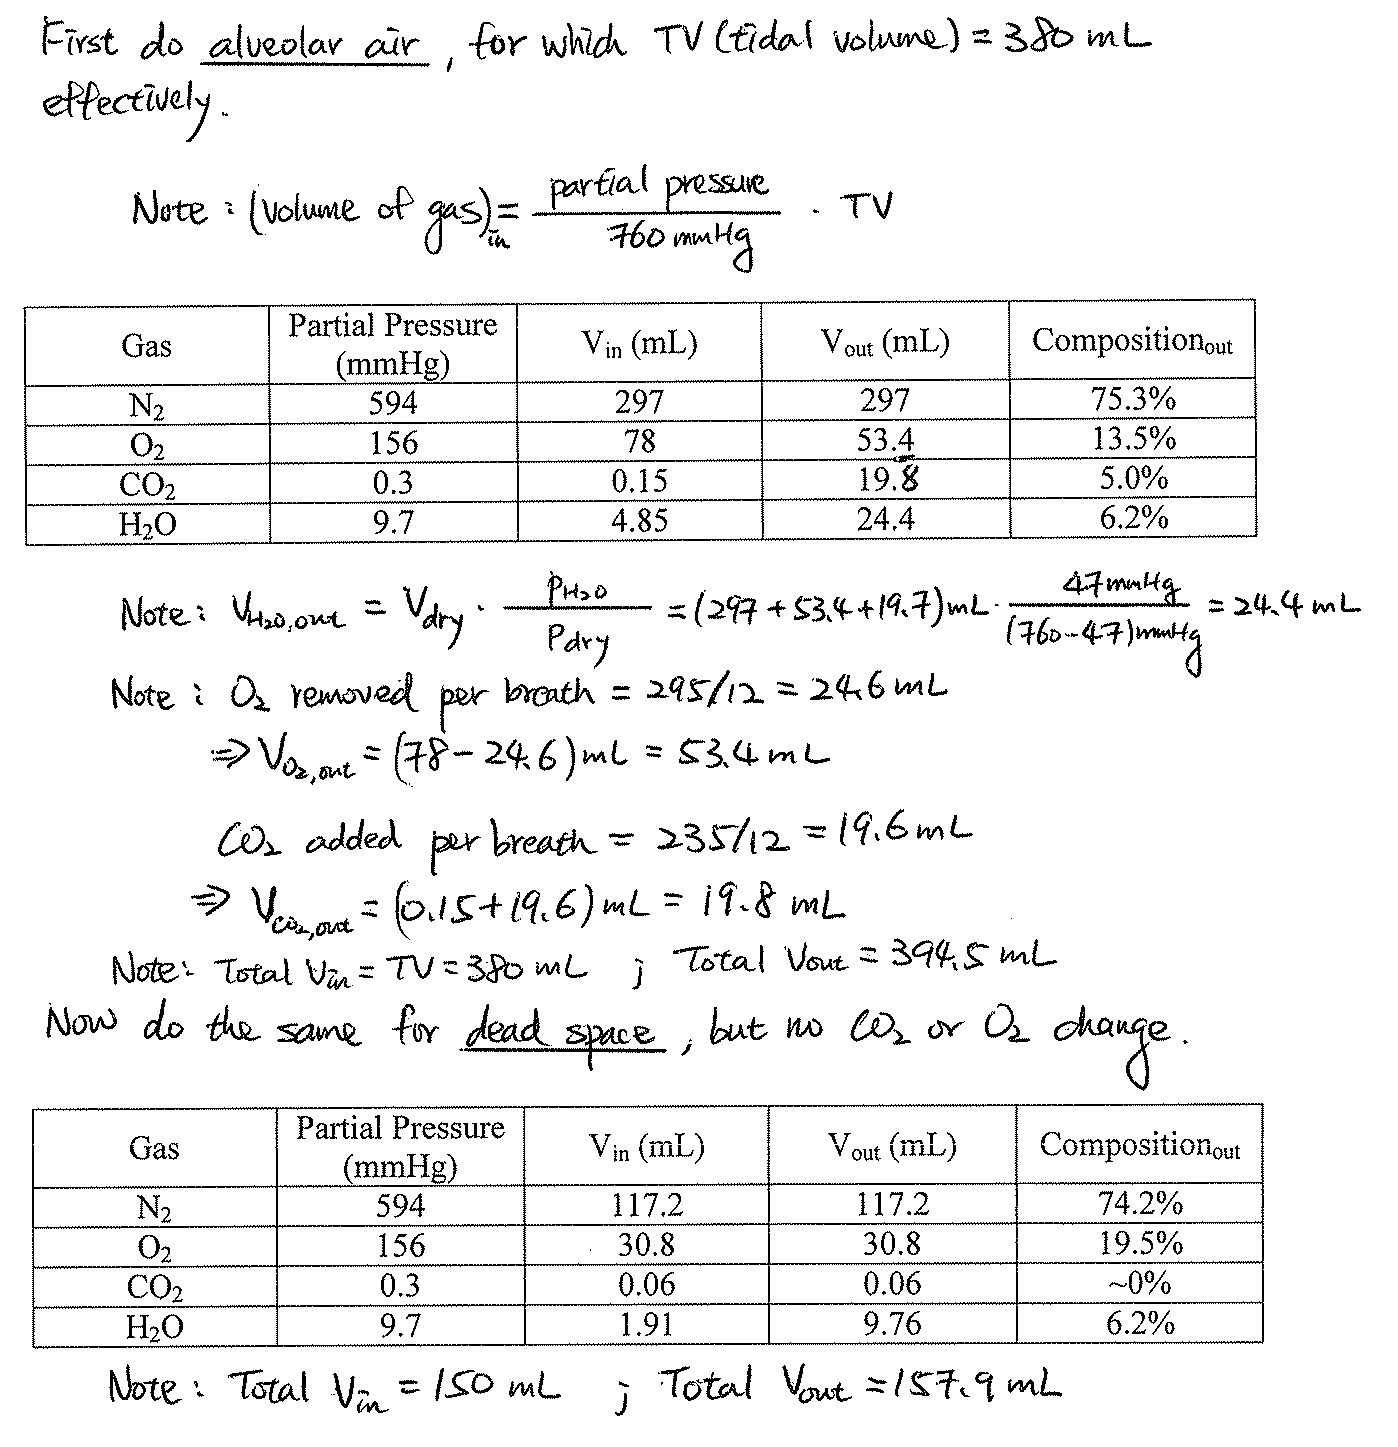 First do alveolar air, for which TV (tidal volume) = 380 mL
effectively.
Note: (volume of gas)in = partial pressure / 760 mmHg · TV
Gas | Partial Pressure (mmHg) | Vin (mL) | Vout (mL) | Compositionout
N2 | 594 | 297 | 297 | 75.3%
O2 | 156 | 78 | 53.4 | 13.5%
CO2 | 0.3 | 0.15 | 19.8 | 5.0%
H2O | 9.7 | 4.85 | 24.4 | 6.2%
Note: VH2O,out = Vdry · PH2O / Pdry = (297 + 53.4 + 19.7) mL · 47 mmHg / (760-47) mmHg = 24.4 mL
Note: O2 removed per breath = 295/12 = 24.6 mL
⇒ VO2,out = (78 - 24.6) mL = 53.4 mL
CO2 added per breath = 235/12 = 19.6 mL
⇒ VCO2,out = (0.15 + 19.6) mL = 19.8 mL
Note: Total Vin = TV = 380 mL ; Total Vout = 394.5 mL
Now do the same for dead space, but no CO2 or O2 change.
Gas | Partial Pressure (mmHg) | Vin (mL) | Vout (mL) | Compositionout
N2 | 594 | 117.2 | 117.2 | 74.2%
O2 | 156 | 30.8 | 30.8 | 19.5%
CO2 | 0.3 | 0.06 | 0.06 | ~0%
H2O | 9.7 | 1.91 | 9.76 | 6.2%
Note: Total Vin = 150 mL ; Total Vout = 157.9 mL